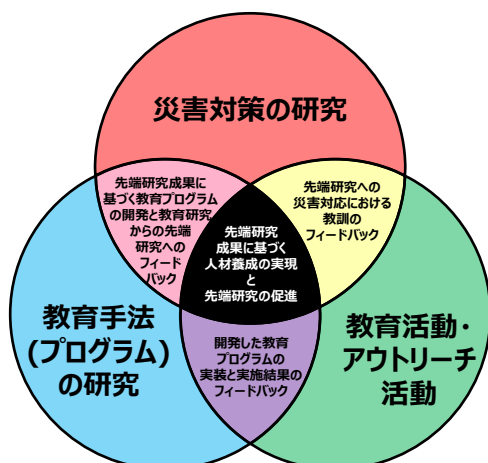 災害対策の研究
先端研究成果に
基づく教育プログラム
の開発と教育研究
からの先端
研究への
フィード
バック
先端研究への
災害対応における
教訓の
フィードバック
先端研究
成果に基づく
人材養成の実現
と
先端研究の促進
教育手法
(プログラム)
の研究
教育活動・
アウトリーチ
活動
開発した教育
プログラムの
実装と実施結果の
フィードバック